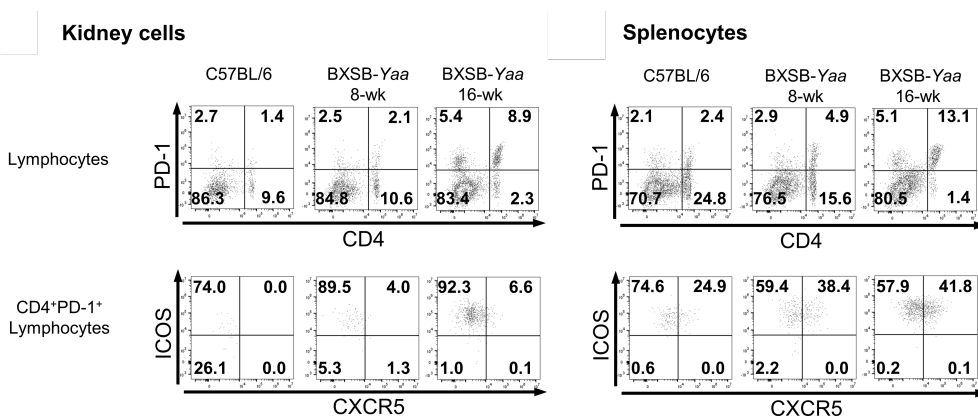 Kidney cells
Splenocytes
C57BL/6
BXSB-Yaa
8-wk
BXSB-Yaa
16-wk
C57BL/6
BXSB-Yaa
8-wk
BXSB-Yaa
16-wk
Lymphocytes
PD-1
2.7 1.4
86.3 9.6
2.5 2.1
84.8 10.6
5.4 8.9
83.4 2.3
CD4
PD-1
2.1 2.4
70.7 24.8
2.9 4.9
76.5 15.6
5.1 13.1
80.5 1.4
CD4
CD4+PD-1+
Lymphocytes
ICOS
74.0 0.0
26.1 0.0
89.5 4.0
5.3 1.3
92.3 6.6
1.0 0.1
CXCR5
ICOS
74.6 24.9
0.6 0.0
59.4 38.4
2.2 0.0
57.9 41.8
0.2 0.1
CXCR5